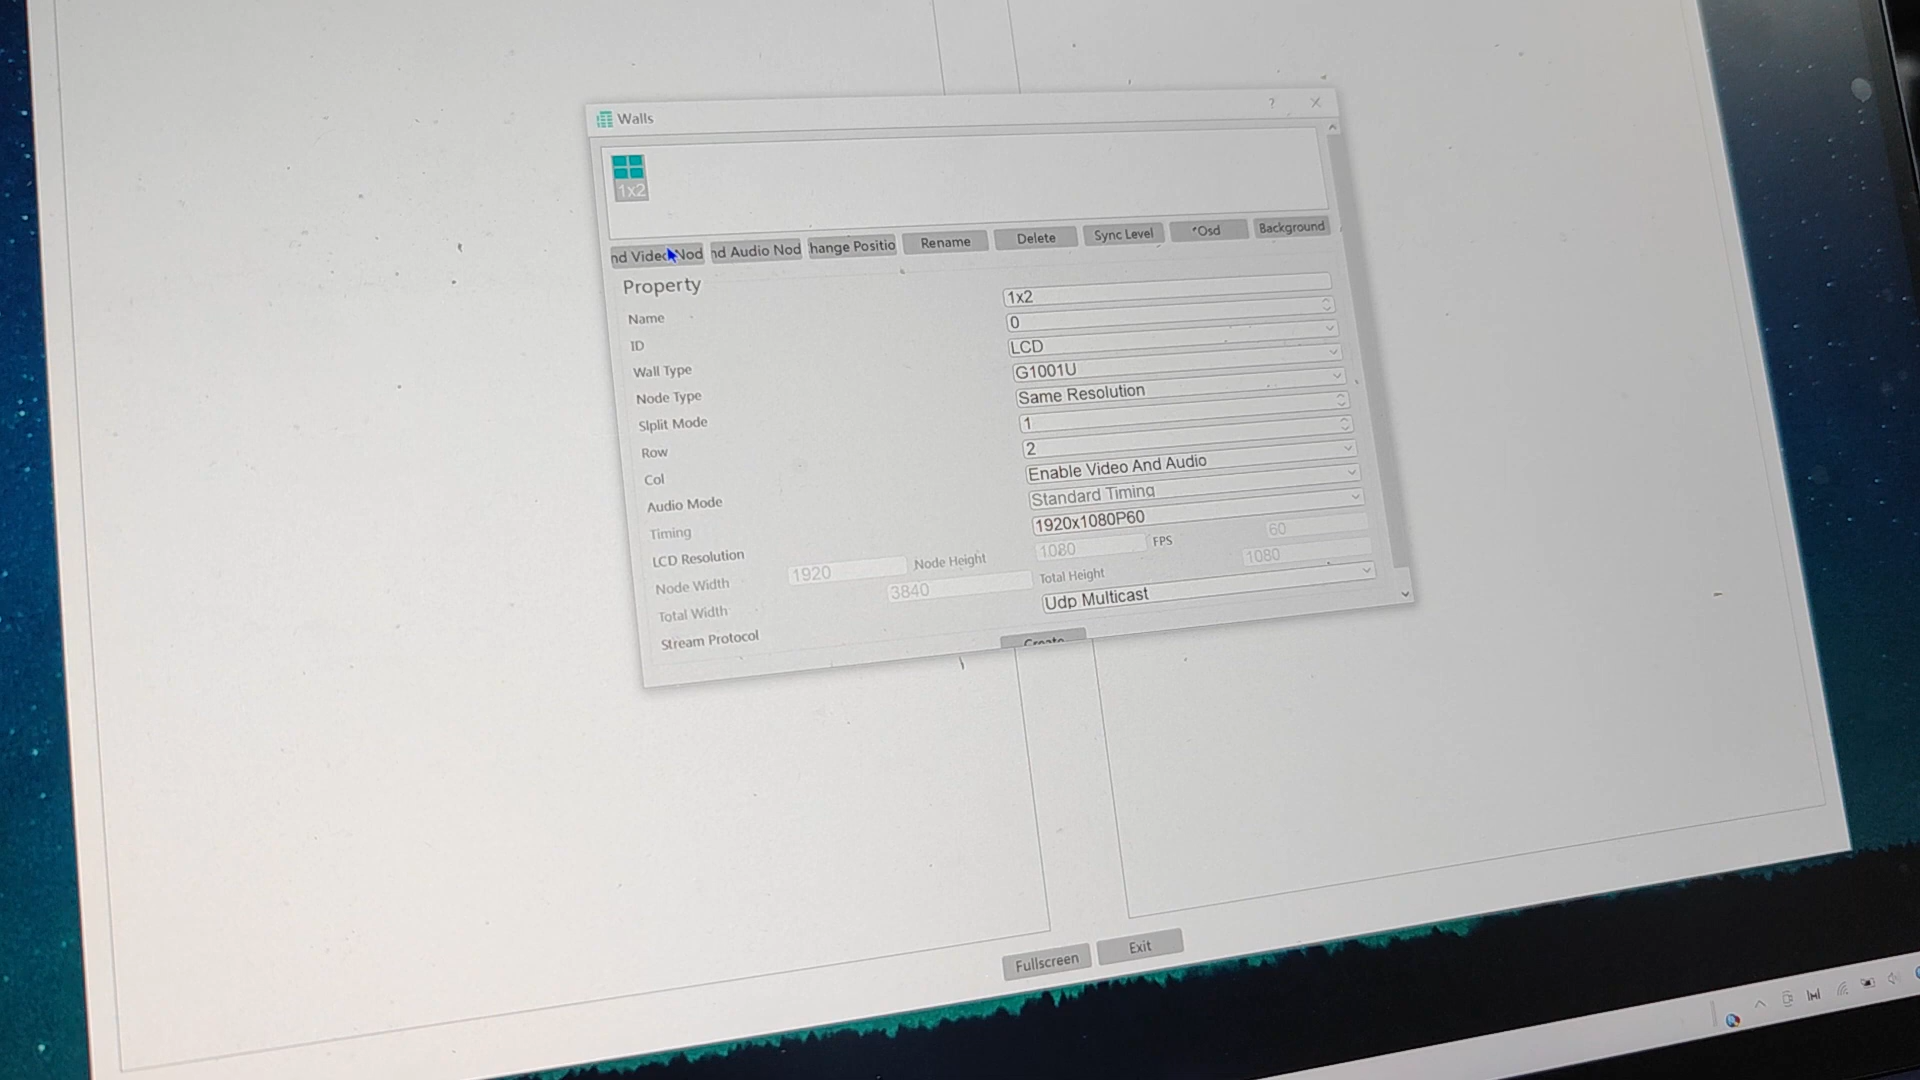 Walls
?
1x2
nd Video Nod nd Audio Nod hange Positio Rename Delete Sync Level *Osd Background
Property
Name 1x2
ID 0
Wall Type LCD
Node Type G1001U
Slplit Mode Same Resolution
Row 1
Col 2
Audio Mode Enable Video And Audio
Timing Standard Timing
LCD Resolution 1920x1080P60
Node Width 1920 Node Height 1080 FPS 60
Total Width 3840 Total Height 1080
Stream Protocol Udp Multicast
Create
Fullscreen Exit